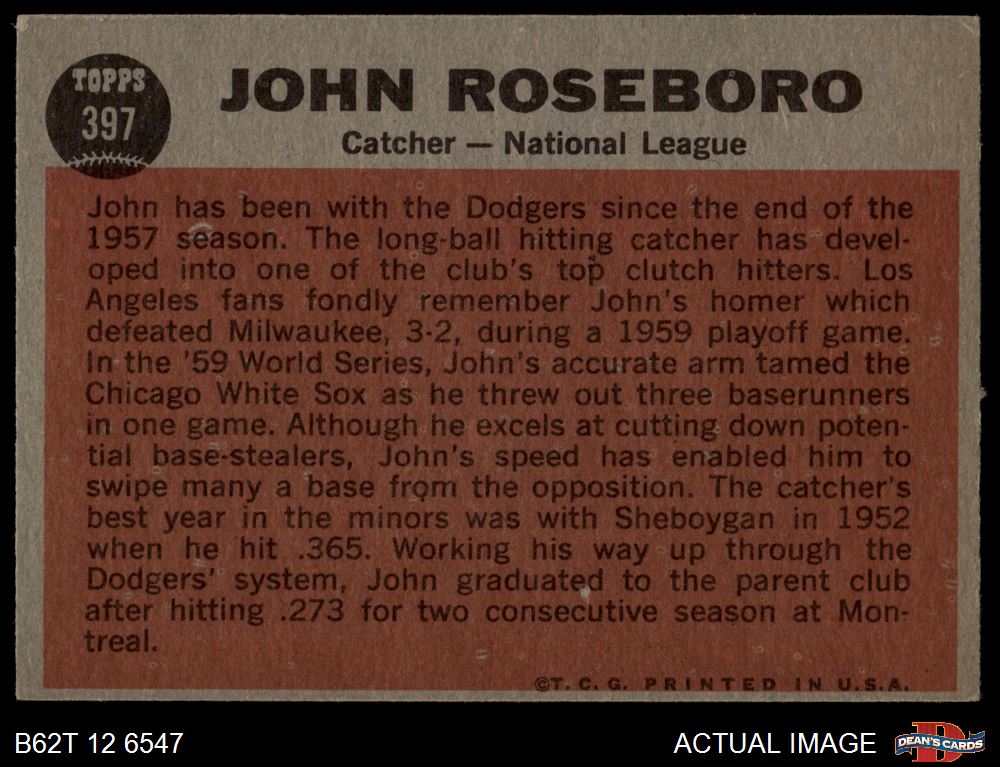 TOPPS
397
JOHN ROSEBORO
Catcher — National League
John has been with the Dodgers since the end of the
1957 season. The long-ball hitting catcher has devel-
oped into one of the club's top clutch hitters. Los
Angeles fans fondly remember John's homer which
defeated Milwaukee, 3-2, during a 1959 playoff game.
In the '59 World Series, John's accurate arm tamed the
Chicago White Sox as he threw out three baserunners
in one game. Although he excels at cutting down poten-
tial base-stealers, John's speed has enabled him to
swipe many a base from the opposition. The catcher's
best year in the minors was with Sheboygan in 1952
when he hit .365. Working his way up through the
Dodgers' system, John graduated to the parent club
after hitting .273 for two consecutive season at Mon-
treal.
©T. C. G. PRINTED IN U.S.A.
B62T 12 6547
ACTUAL IMAGE
DEAN'S CARDS